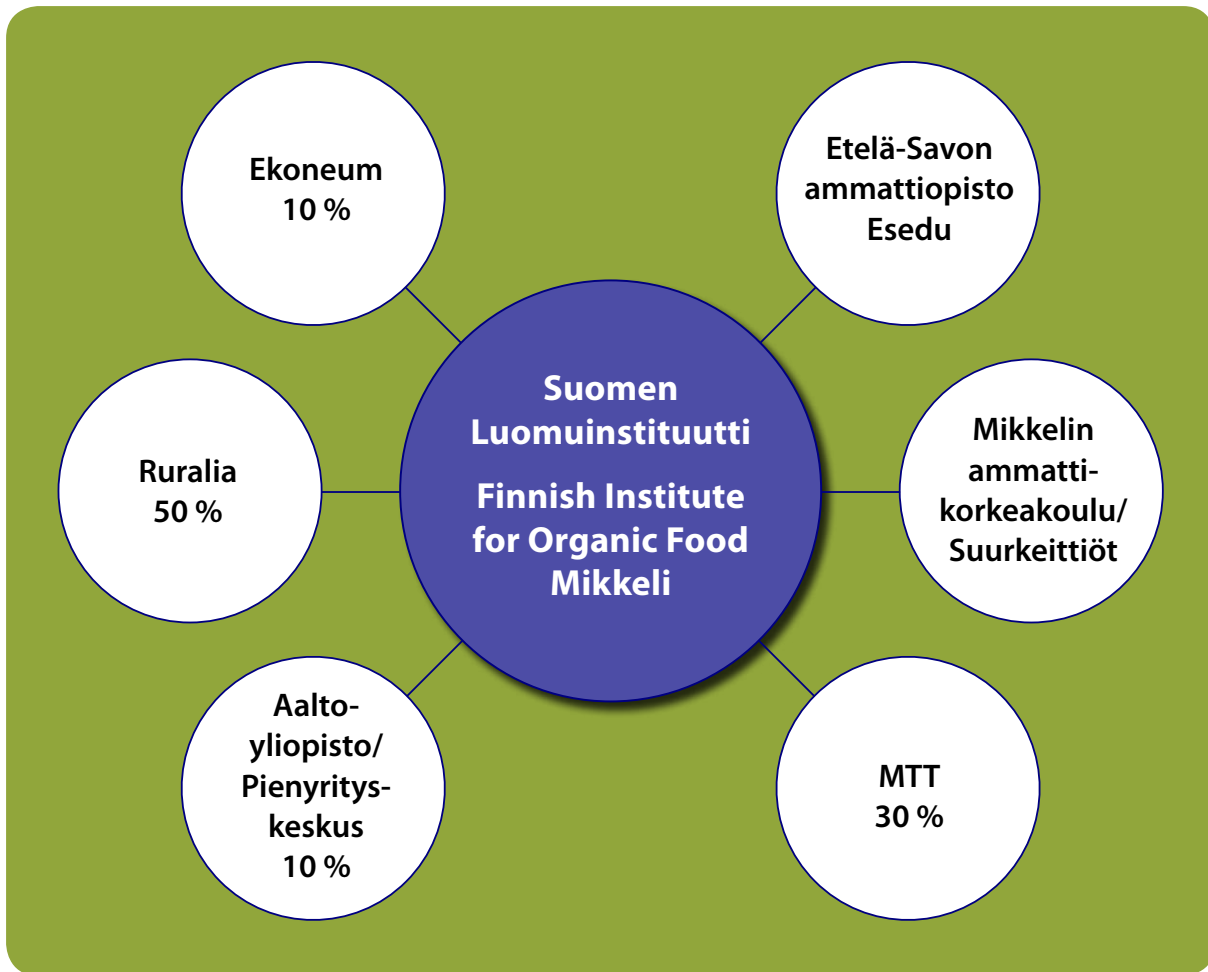 Ekoneum
10 %
Etelä-Savon
ammattiopisto
Esedu
Suomen
Luomuinstituutti
Finnish Institute
for Organic Food
Mikkeli
Ruralia
50 %
Mikkelin
ammatti-
korkeakoulu/
Suurkeittiöt
Aalto-
yliopisto/
Pienyritys-
keskus
10 %
MTT
30 %